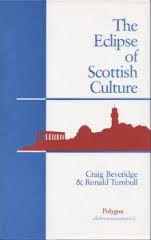 The
Eclipse
of
Scottish
Culture
Craig Beveridge
& Ronald Turnbull
Polygon